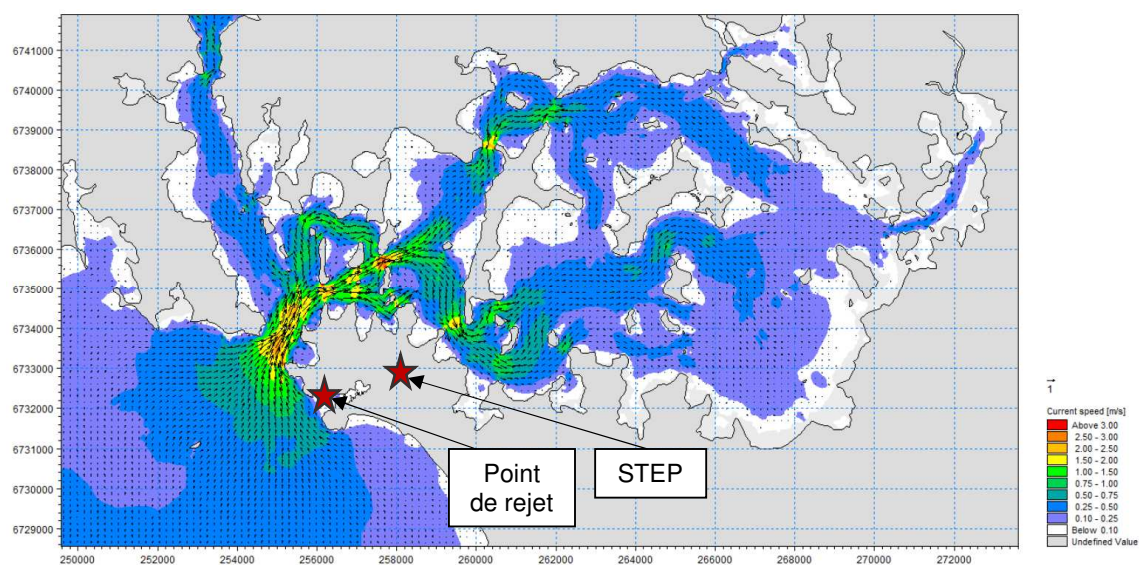 6741000
6740000
6739000
6738000
6737000
6736000
6735000
6734000
6733000
6732000
6731000
6730000
6729000
250000 252000 254000 256000 258000 260000 262000 264000 266000 268000 270000 272000
Point
de rejet
STEP
1
Current speed [m/s]
Above 3.00
2.50 - 3.00
2.00 - 2.50
1.50 - 2.00
1.00 - 1.50
0.75 - 1.00
0.50 - 0.75
0.25 - 0.50
0.10 - 0.25
Below 0.10
Undefined Value